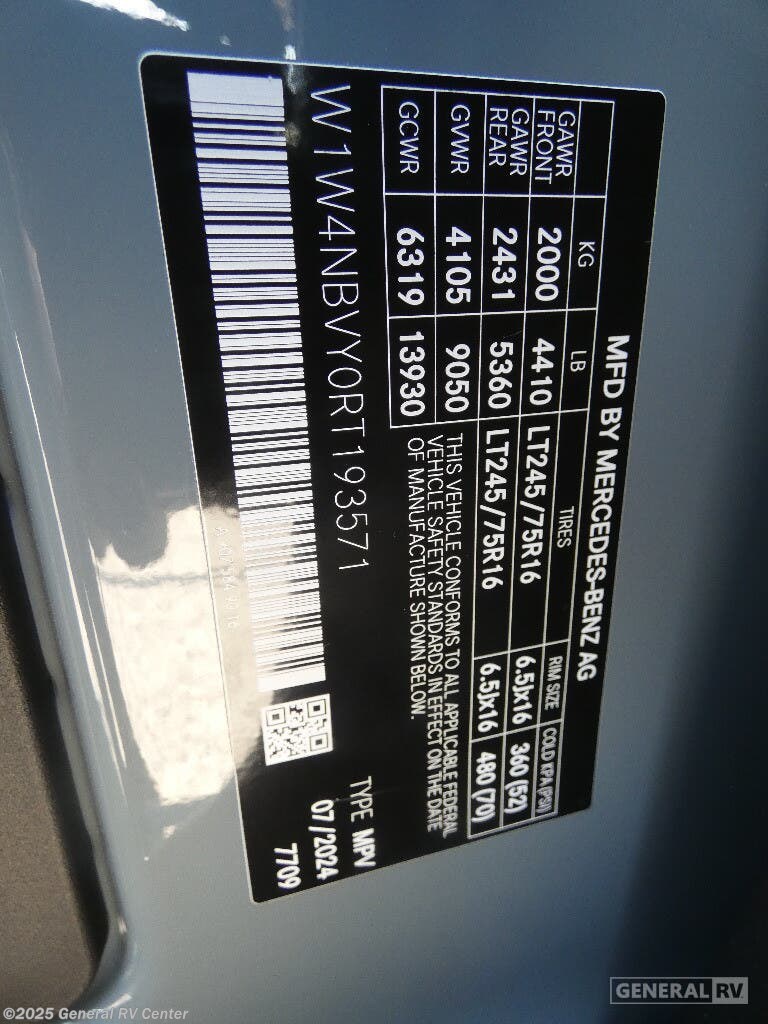 MFD BY MERCEDES-BENZ AG
KG LB TIRES RIM SIZE COLD KPA (PSI)
GAWR FRONT 2000 4410 LT245/75R16 6.5Jx16 360 (52)
GAWR REAR 2431 5360 LT245/75R16 6.5Jx16 480 (70)
GVWR 4105 9050
GCWR 6319 13930
THIS VEHICLE CONFORMS TO ALL APPLICABLE FEDERAL
VEHICLE SAFETY STANDARDS IN EFFECT ON THE DATE
OF MANUFACTURE SHOWN BELOW.
W1W4NBVY0RT193571
TYPE MPV
07/2024
7709
GENERAL RV
©2025 General RV Center